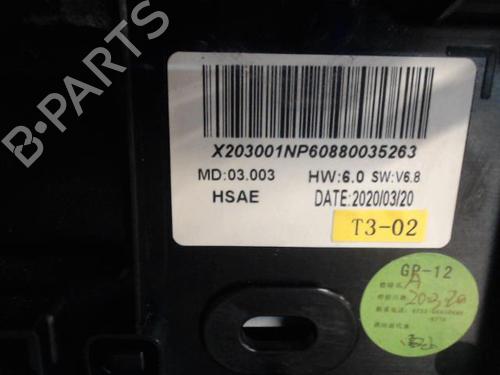 X203001NP60880035263
MD:03.003 HW:6.0 SW:V6.8
HSAE DATE:2020/03/20
T3-02
GP-12
B-PARTS